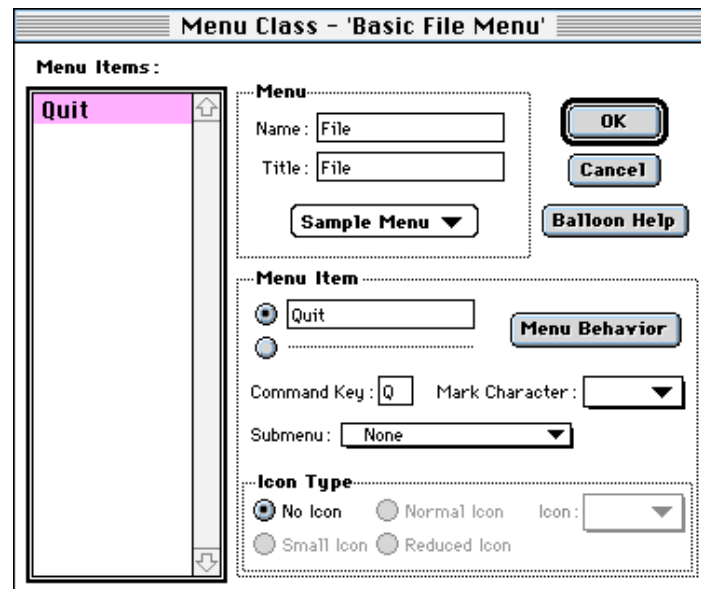 Menu Class - 'Basic File Menu'
Menu Items:
Quit
Menu
Name: File
Title: File
Sample Menu
OK
Cancel
Balloon Help
Menu Item
Quit
Menu Behavior
Command Key: Q Mark Character:
Submenu: None
Icon Type
No Icon Normal Icon Icon:
Small Icon Reduced Icon